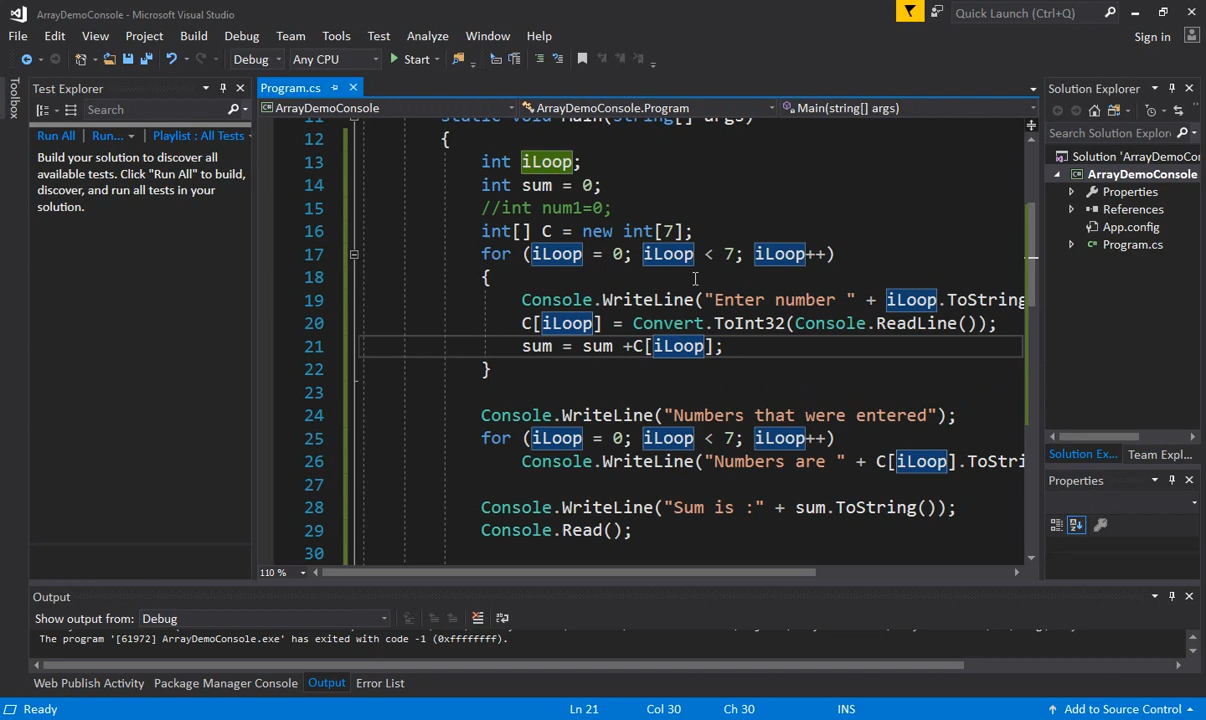 ArrayDemoConsole - Microsoft Visual Studio
Quick Launch (Ctrl+Q)
File Edit View Project Build Debug Team Tools Test Analyze Window Help
Sign in
Debug Any CPU Start
Toolbox
Test Explorer
Search
Run All Run... Playlist : All Tests
Build your solution to discover all
available tests. Click "Run All" to build,
discover, and run all tests in your
solution.
Program.cs
ArrayDemoConsole ArrayDemoConsole.Program Main(string[] args)
11 static void Main(string[] args)
12 {
13 int iLoop;
14 int sum = 0;
15 //int num1=0;
16 int[] C = new int[7];
17 for (iLoop = 0; iLoop < 7; iLoop++)
18 {
19 Console.WriteLine("Enter number " + iLoop.ToString
20 C[iLoop] = Convert.ToInt32(Console.ReadLine());
21 sum = sum +C[iLoop];
22 }
23
24 Console.WriteLine("Numbers that were entered");
25 for (iLoop = 0; iLoop < 7; iLoop++)
26 Console.WriteLine("Numbers are " + C[iLoop].ToStri
28 Console.WriteLine("Sum is :" + sum.ToString());
29 Console.Read();
30
110 %
Solution Explorer
Search Solution Explor
Solution 'ArrayDemoCor
ArrayDemoConsole
Properties
References
App.config
Program.cs
Solution Ex... Team Expl...
Properties
Output
Show output from: Debug
The program '[61972] ArrayDemoConsole.exe' has exited with code -1 (0xffffffff).
Web Publish Activity Package Manager Console Output Error List
Ready Ln 21 Col 30 Ch 30 INS Add to Source Control